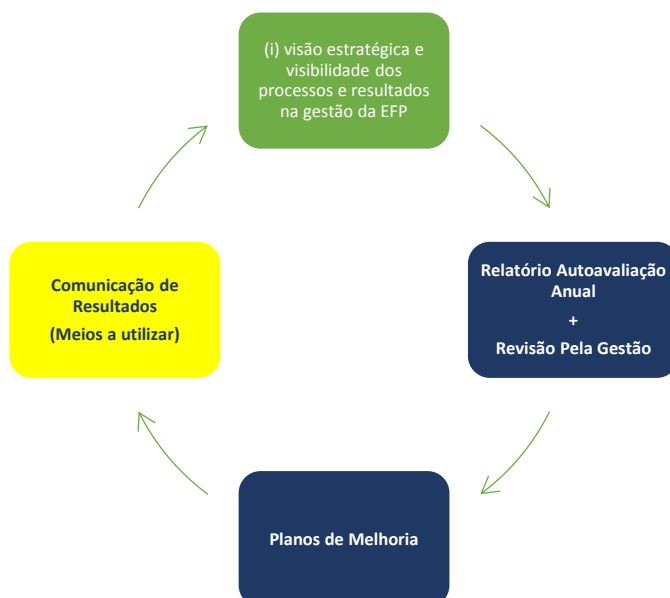 (i) visão estratégica e
visibilidade dos
processos e resultados
na gestão da EFP
Relatório Autoavaliação
Anual
+
Revisão Pela Gestão
Planos de Melhoria
Comunicação de
Resultados
(Meios a utilizar)